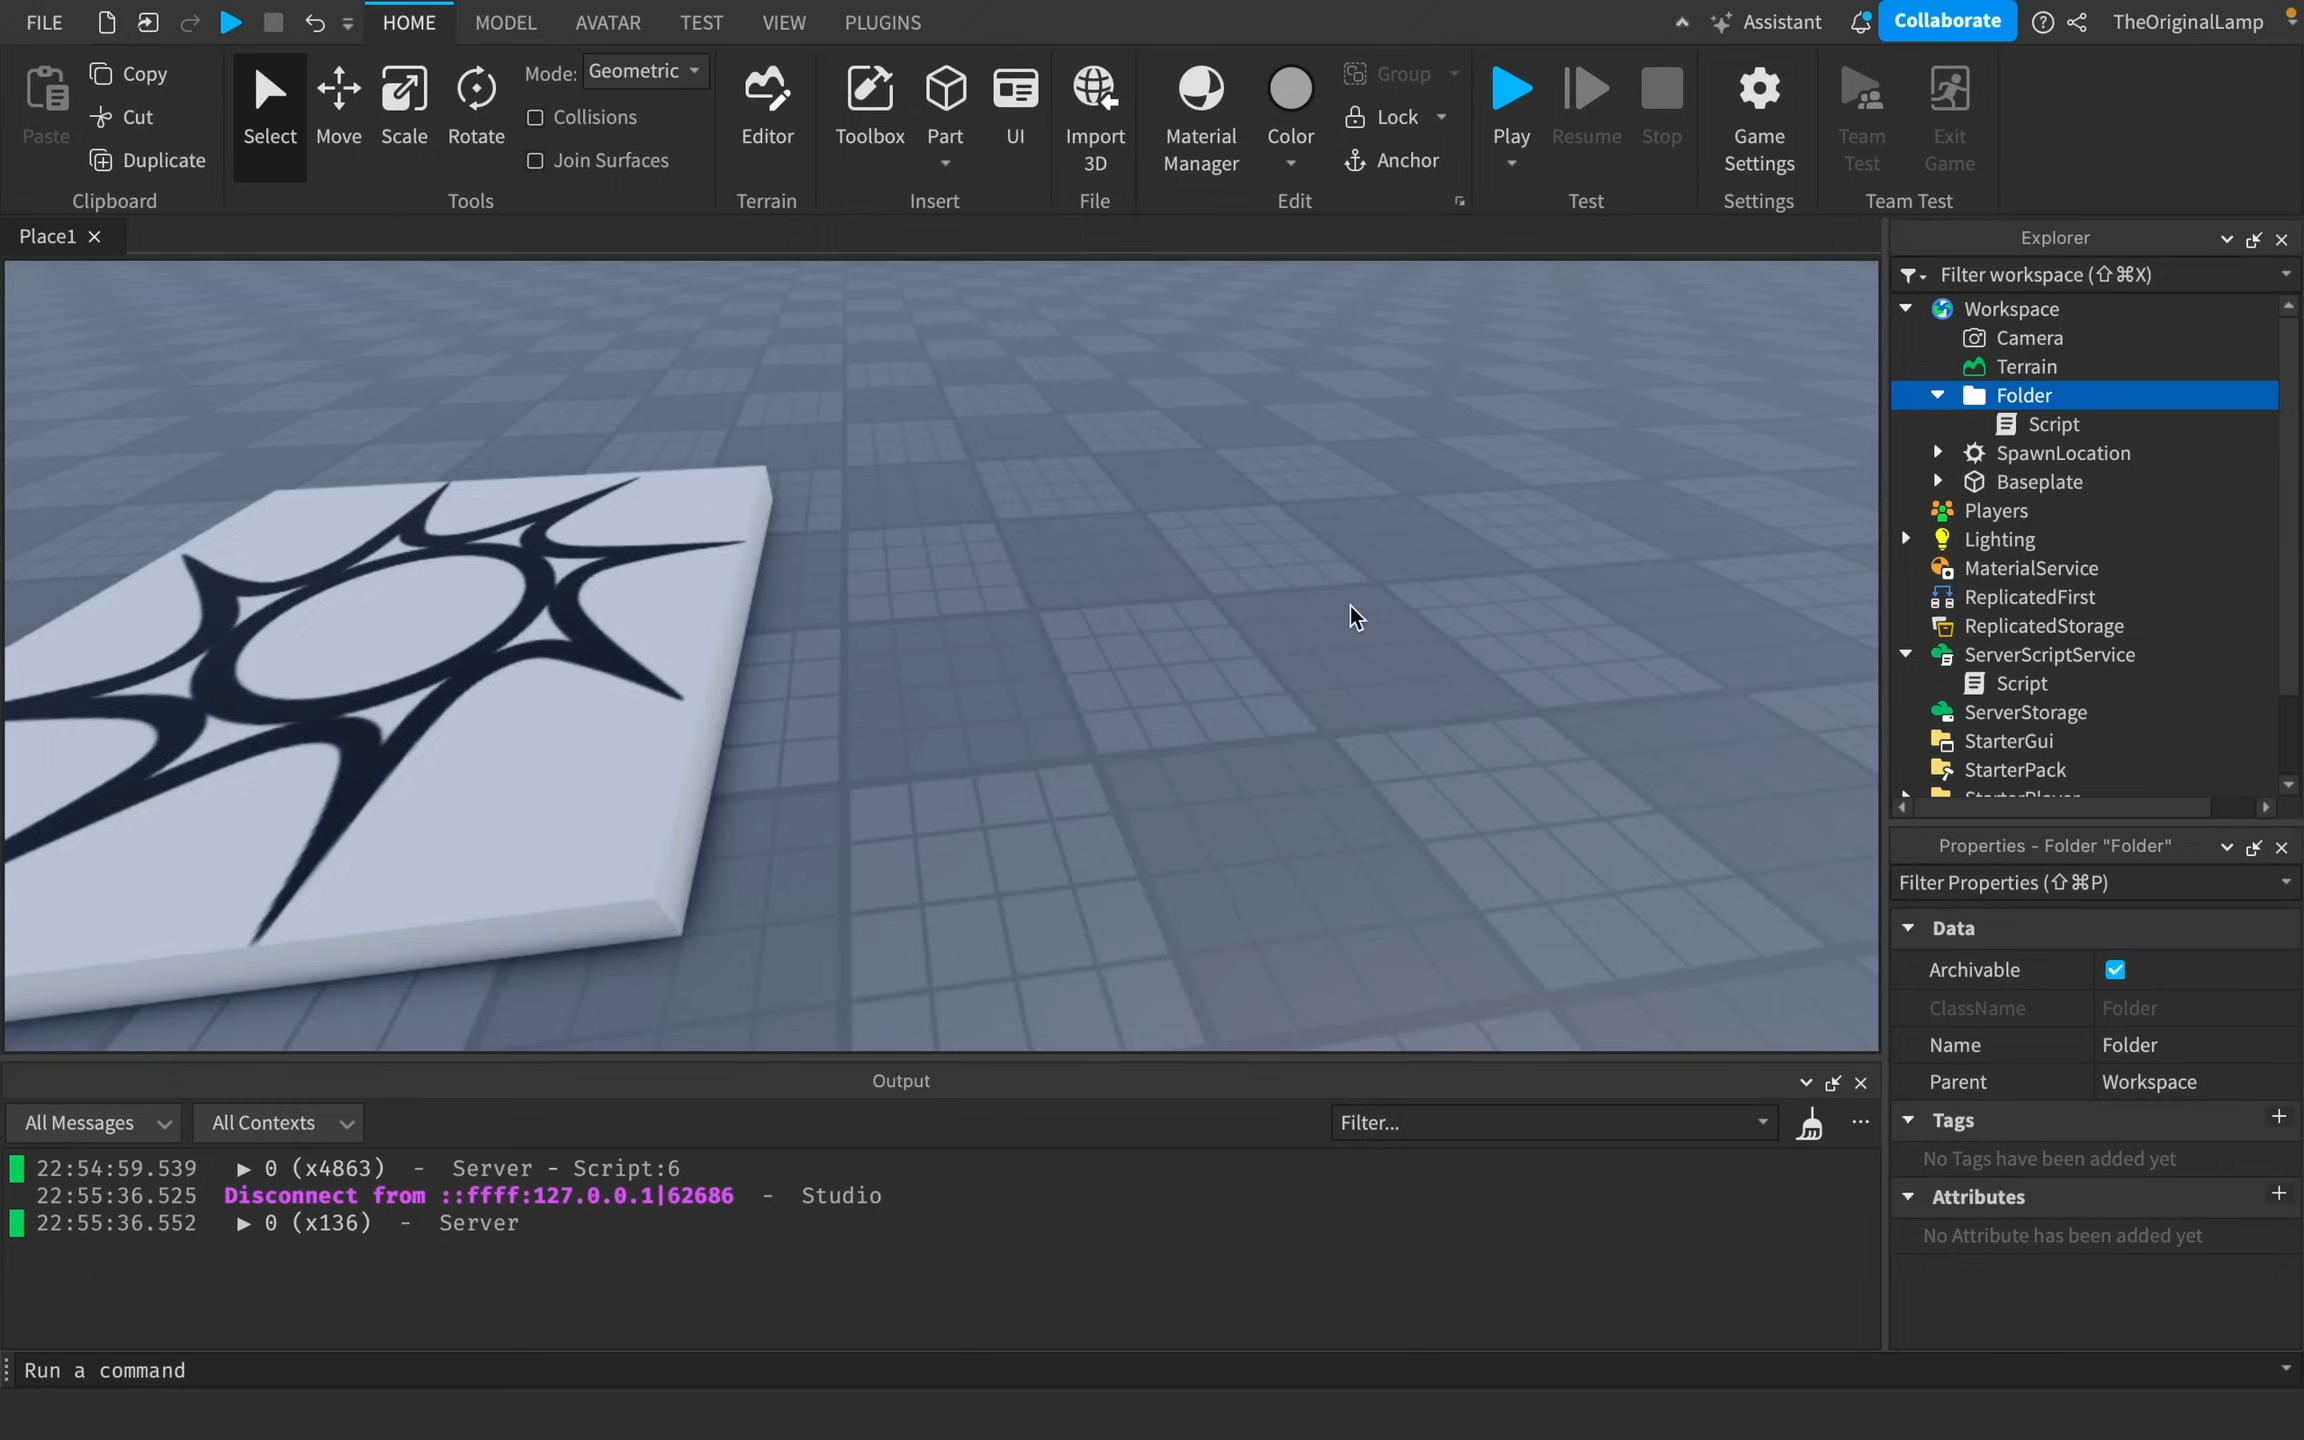 FILE HOME MODEL AVATAR TEST VIEW PLUGINS Assistant Collaborate TheOriginalLamp
Paste
Copy
Cut
Duplicate
Clipboard
Select Move Scale Rotate
Mode: Geometric
Collisions
Join Surfaces
Tools
Editor
Terrain
Toolbox Part UI
Insert
Import
3D
File
Material
Manager
Color
Group
Lock
Anchor
Edit
Play Resume Stop
Test
Game
Settings
Settings
Team
Test
Exit
Game
Team Test
Place1
Explorer
Filter workspace (⇧⌘X)
Workspace
Camera
Terrain
Folder
Script
SpawnLocation
Baseplate
Players
Lighting
MaterialService
ReplicatedFirst
ReplicatedStorage
ServerScriptService
Script
ServerStorage
StarterGui
StarterPack
StarterPlayer
Properties - Folder "Folder"
Filter Properties (⇧⌘P)
Data
Archivable
ClassName Folder
Name Folder
Parent Workspace
Tags
No Tags have been added yet
Attributes
No Attribute has been added yet
Output
All Messages All Contexts Filter...
22:54:59.539 ▶ 0 (x4863) - Server - Script:6
22:55:36.525 Disconnect from ::ffff:127.0.0.1|62686 - Studio
22:55:36.552 ▶ 0 (x136) - Server
Run a command